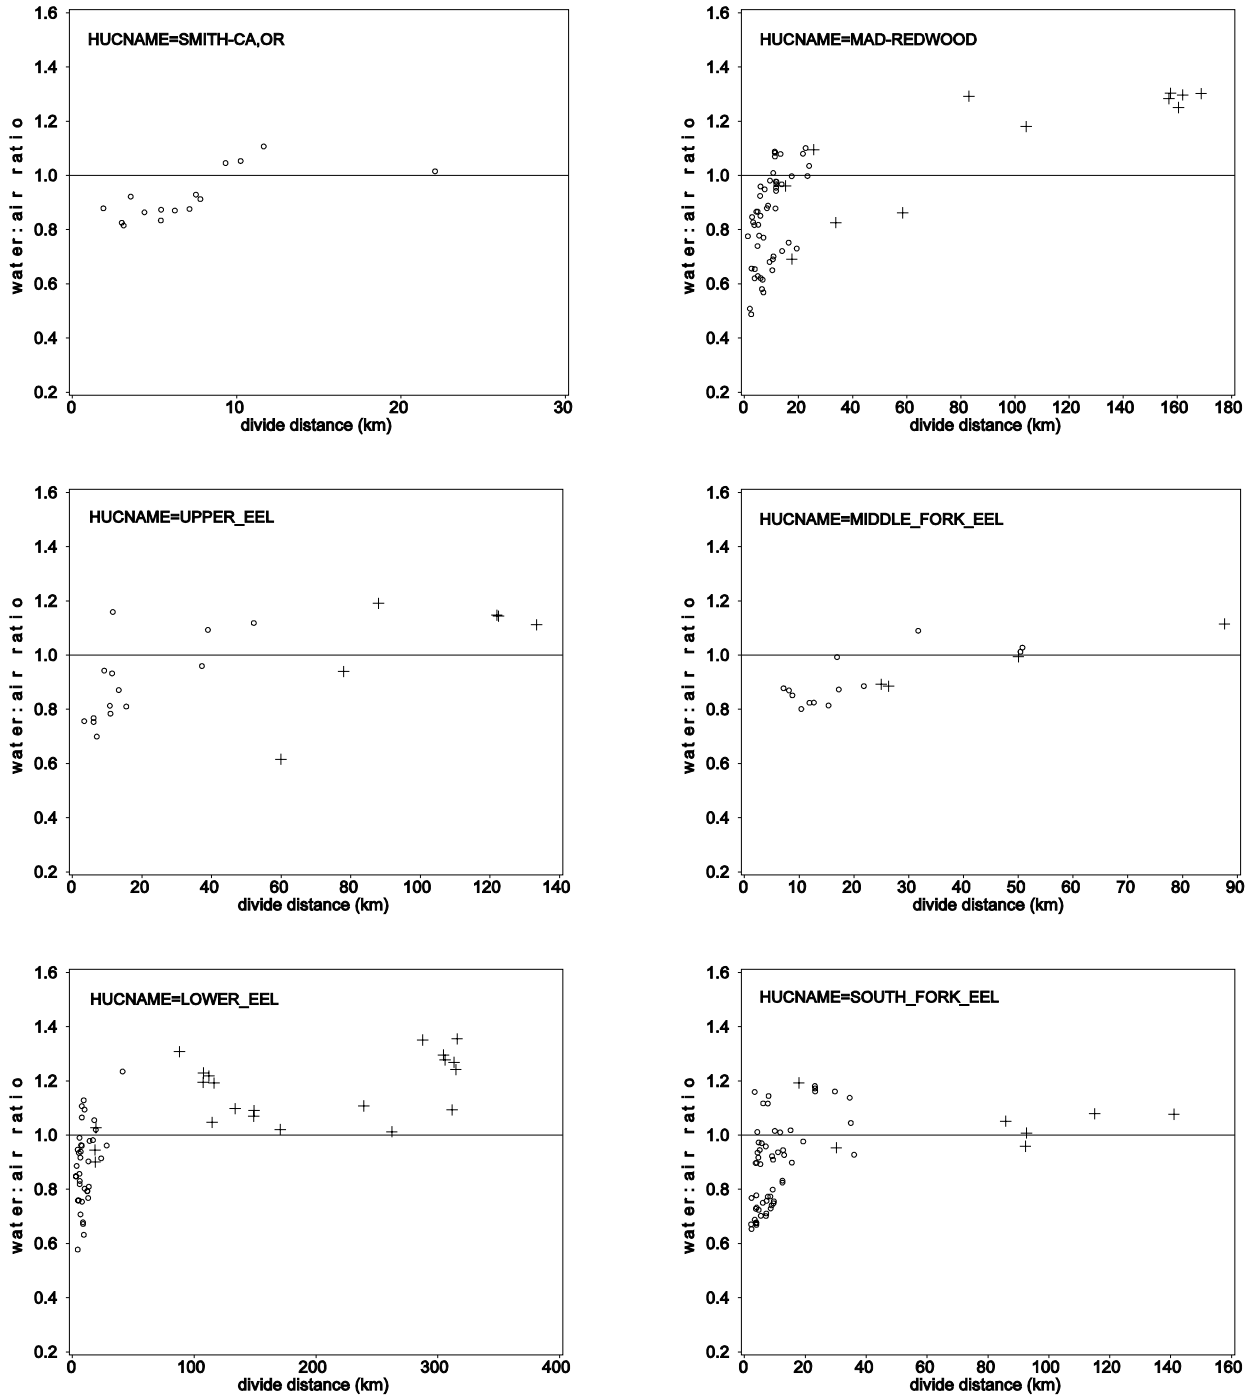 HUCNAME=SMITH-CA,OR
water:air ratio
1.6
1.4
1.2
1.0
0.8
0.6
0.4
0.2
0 10 20 30
divide distance (km)
HUCNAME=MAD-REDWOOD
water:air ratio
1.6
1.4
1.2
1.0
0.8
0.6
0.4
0.2
0 20 40 60 80 100 120 140 160 180
divide distance (km)
HUCNAME=UPPER_EEL
water:air ratio
1.6
1.4
1.2
1.0
0.8
0.6
0.4
0.2
0 20 40 60 80 100 120 140
divide distance (km)
HUCNAME=MIDDLE_FORK_EEL
water:air ratio
1.6
1.4
1.2
1.0
0.8
0.6
0.4
0.2
0 10 20 30 40 50 60 70 80 90
divide distance (km)
HUCNAME=LOWER_EEL
water:air ratio
1.6
1.4
1.2
1.0
0.8
0.6
0.4
0.2
0 100 200 300 400
divide distance (km)
HUCNAME=SOUTH_FORK_EEL
water:air ratio
1.6
1.4
1.2
1.0
0.8
0.6
0.4
0.2
0 20 40 60 80 100 120 140 160
divide distance (km)